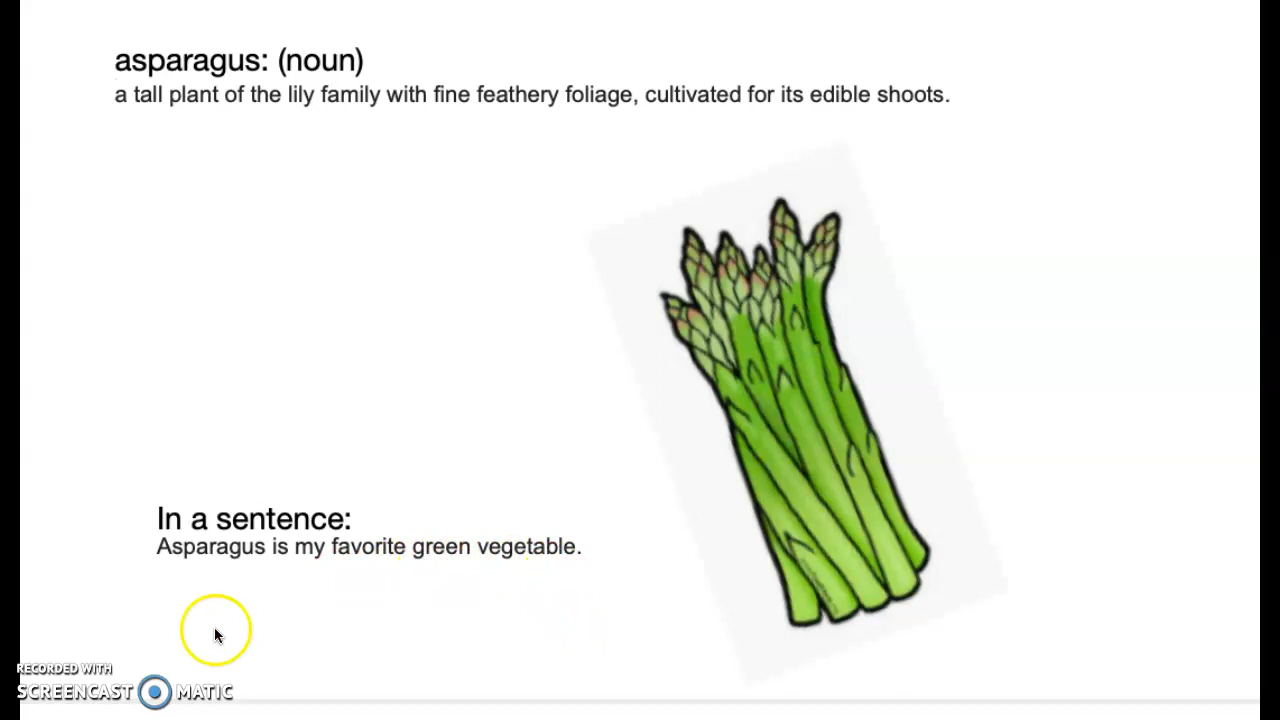 asparagus: (noun)
a tall plant of the lily family with fine feathery foliage, cultivated for its edible shoots.
In a sentence:
Asparagus is my favorite green vegetable.
RECORDED WITH
SCREENCAST MATIC